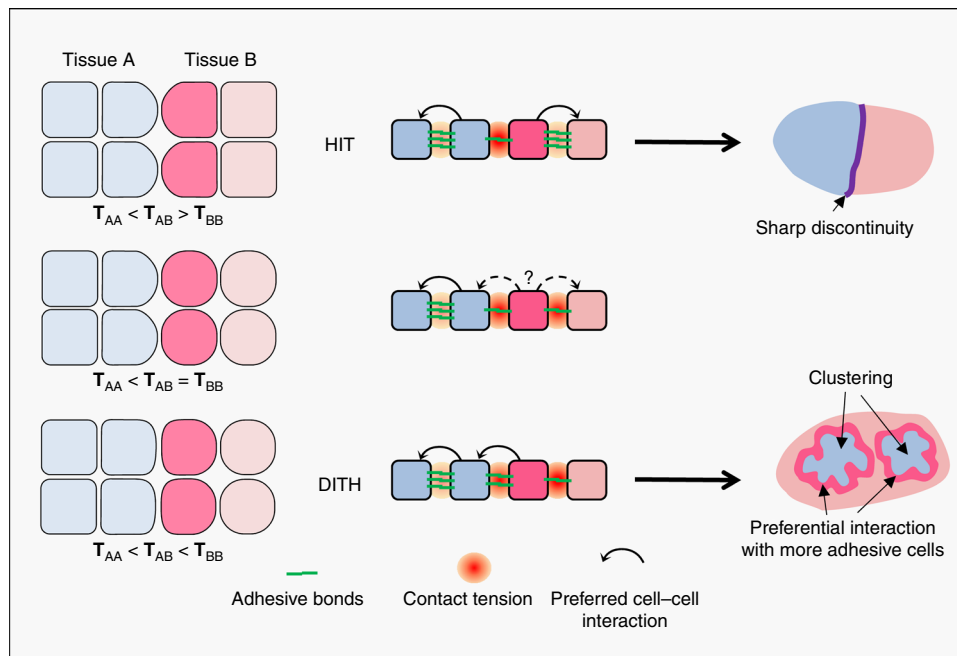 Tissue A Tissue B
HIT
T_AA < T_AB > T_BB
Sharp discontinuity
?
T_AA < T_AB = T_BB
Clustering
DITH
Preferential interaction
with more adhesive cells
T_AA < T_AB < T_BB
Adhesive bonds
Contact tension
Preferred cell–cell
interaction